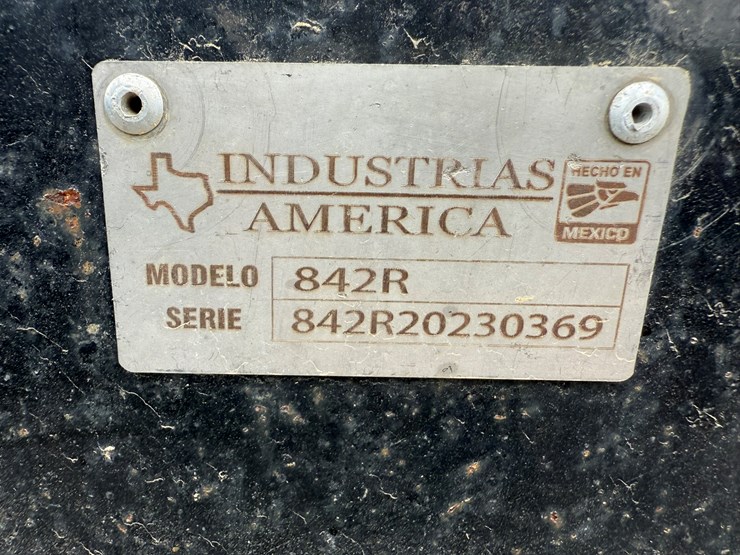 INDUSTRIAS
AMERICA
HECHO EN
MEXICO
MODELO 842R
SERIE 842R20230369